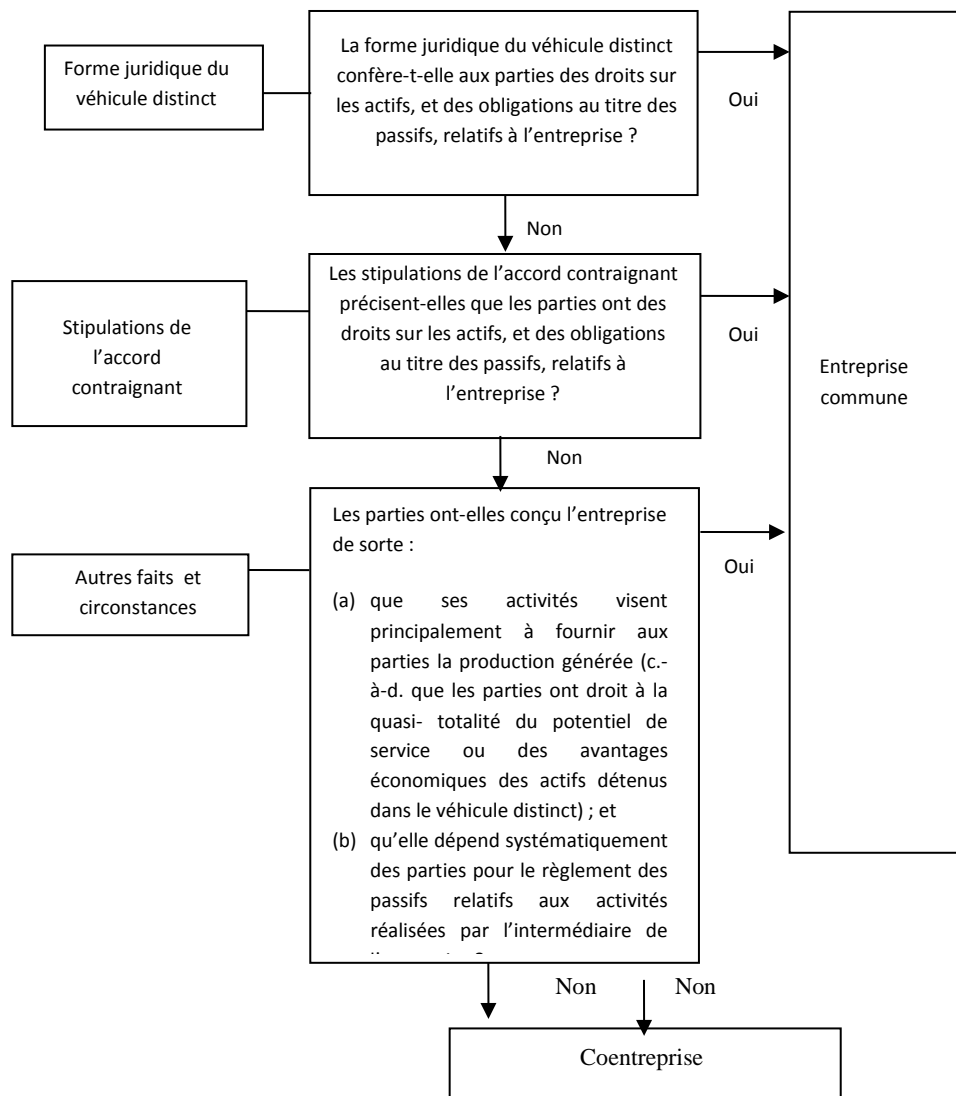 Forme juridique du
véhicule distinct
La forme juridique du véhicule distinct
confère-t-elle aux parties des droits sur
les actifs, et des obligations au titre des
passifs, relatifs à l’entreprise ?
Oui
Non
Stipulations de
l’accord
contraignant
Les stipulations de l’accord contraignant
précisent-elles que les parties ont des
droits sur les actifs, et des obligations
au titre des passifs, relatifs à
l’entreprise ?
Oui
Entreprise
commune
Non
Autres faits et
circonstances
Les parties ont-elles conçu l’entreprise
de sorte :
(a) que ses activités visent
principalement à fournir aux
parties la production générée (c.-
à-d. que les parties ont droit à la
quasi- totalité du potentiel de
service ou des avantages
économiques des actifs détenus
dans le véhicule distinct) ; et
(b) qu’elle dépend systématiquement
des parties pour le règlement des
passifs relatifs aux activités
réalisées par l’intermédiaire de
Oui
Non Non
Coentreprise